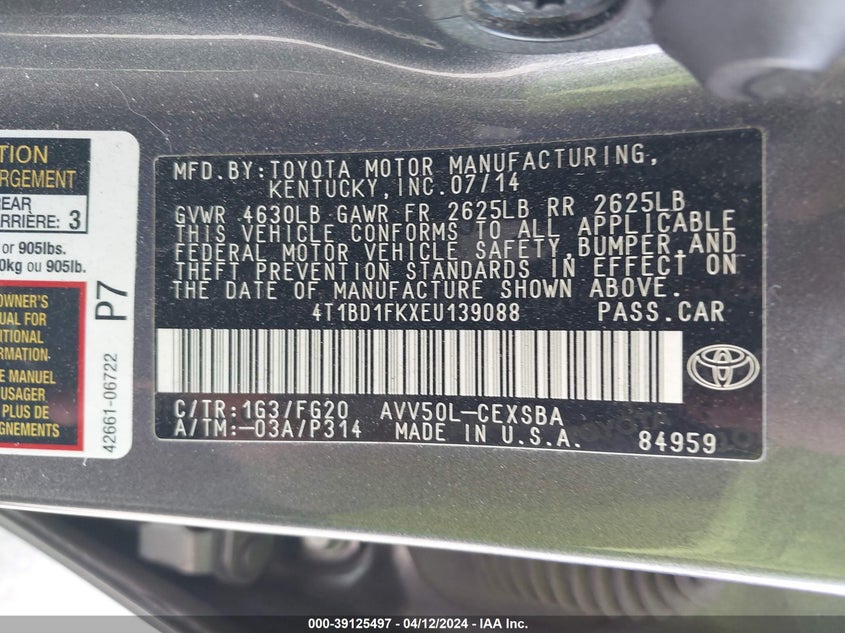 TION
ARGEMENT
REAR
ARRIÈRE: 3
or 905lbs.
0kg ou 905lb.
OWNER'S
UAL FOR
ITIONAL
RMATION.
E MANUEL
USAGER
PLUS DE
GNEMENTS
P7
42661-06722
MFD.BY:TOYOTA MOTOR MANUFACTURING,
KENTUCKY,INC.07/14
GVWR 4630LB GAWR FR 2625LB RR 2625LB
THIS VEHICLE CONFORMS TO ALL APPLICABLE
FEDERAL MOTOR VEHICLE SAFETY,BUMPER,AND
THEFT PREVENTION STANDARDS IN EFFECT ON
THE DATE OF MANUFACTURE SHOWN ABOVE.
4T1BD1FKXEU139088 PASS.CAR
C/TR:1G3/FG20 AVV50L-CEXSBA
A/TM:-03A/P314 MADE IN U.S.A. 84959
000-39125497 - 04/12/2024 - IAA Inc.